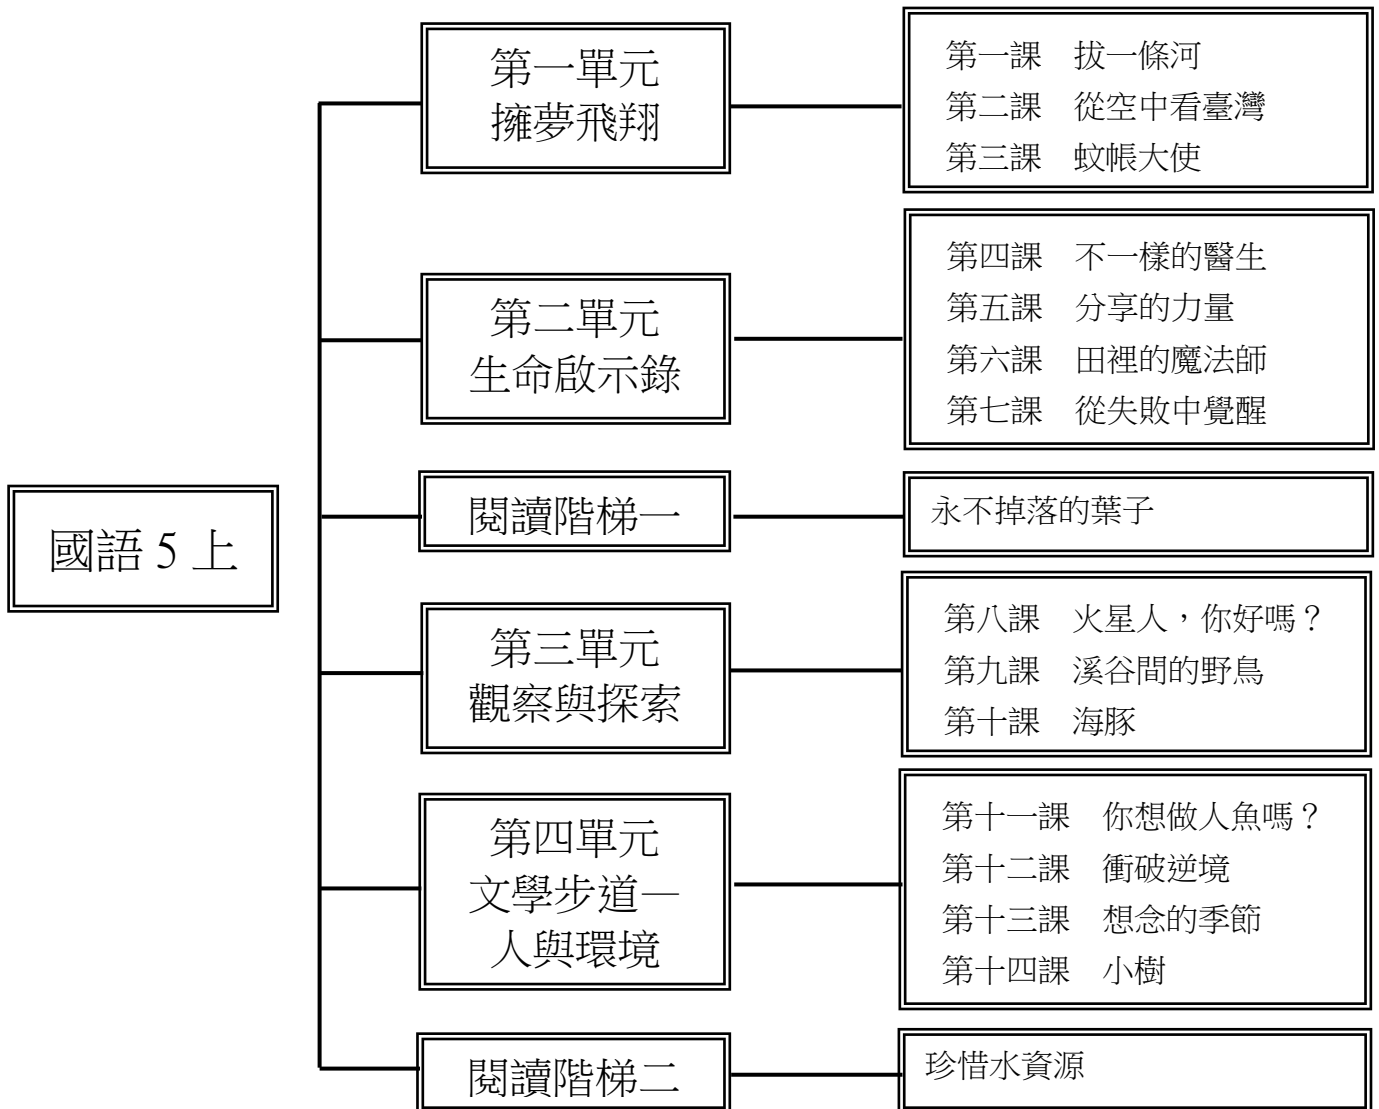 國語 5 上
第一單元
擁夢飛翔
第一課　拔一條河
第二課　從空中看臺灣
第三課　蚊帳大使
第二單元
生命啟示錄
第四課　不一樣的醫生
第五課　分享的力量
第六課　田裡的魔法師
第七課　從失敗中覺醒
閱讀階梯一
永不掉落的葉子
第三單元
觀察與探索
第八課　火星人，你好嗎？
第九課　溪谷間的野鳥
第十課　海豚
第四單元
文學步道—
人與環境
第十一課　你想做人魚嗎？
第十二課　衝破逆境
第十三課　想念的季節
第十四課　小樹
閱讀階梯二
珍惜水資源